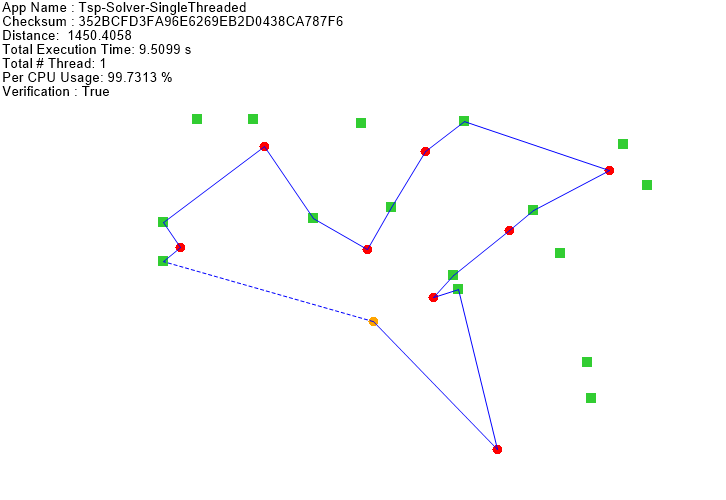 App Name : Tsp-Solver-SingleThreaded
Checksum : 352BCFD3FA96E6269EB2D0438CA787F6
Distance:  1450.4058
Total Execution Time: 9.5099 s
Total # Thread: 1
Per CPU Usage: 99.7313 %
Verification : True